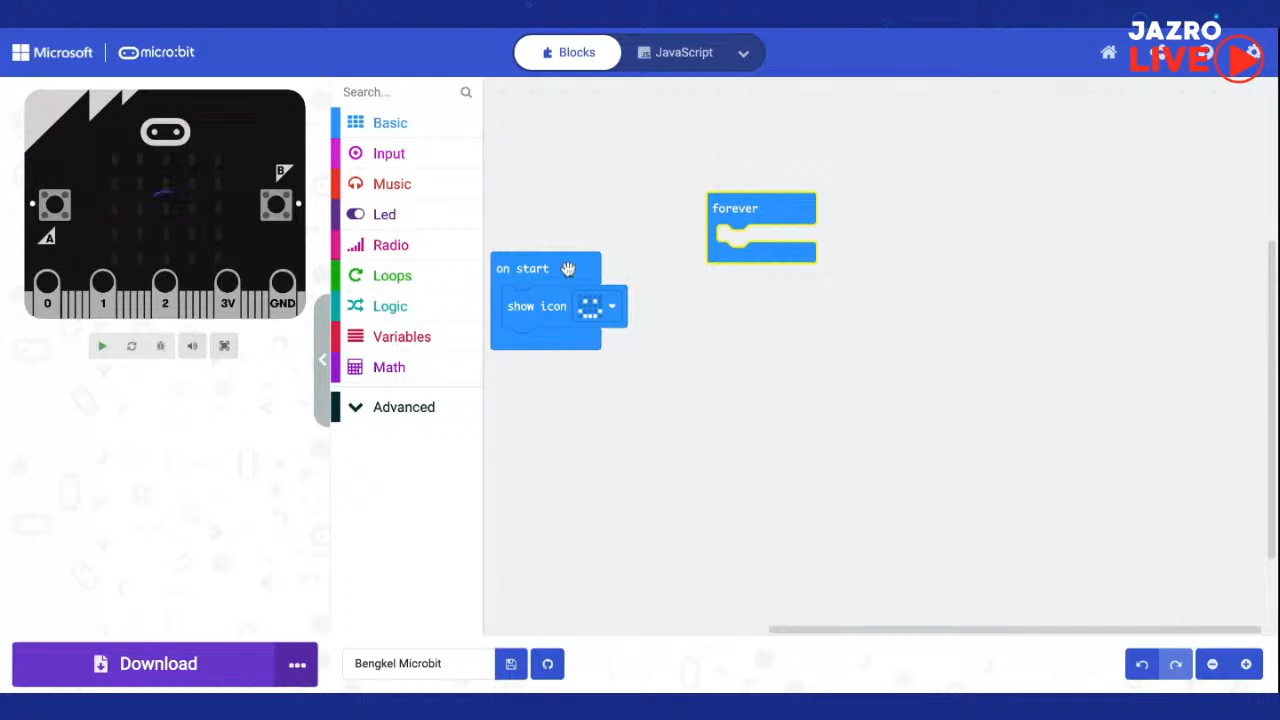 JAZRO
LIVE
Microsoft
micro:bit
Blocks
JavaScript
Search...
Basic
Input
Music
Led
Radio
Loops
Logic
Variables
Math
Advanced
B
A
0
1
2
3V
GND
forever
on start
show icon
Download
Bengkel Microbit